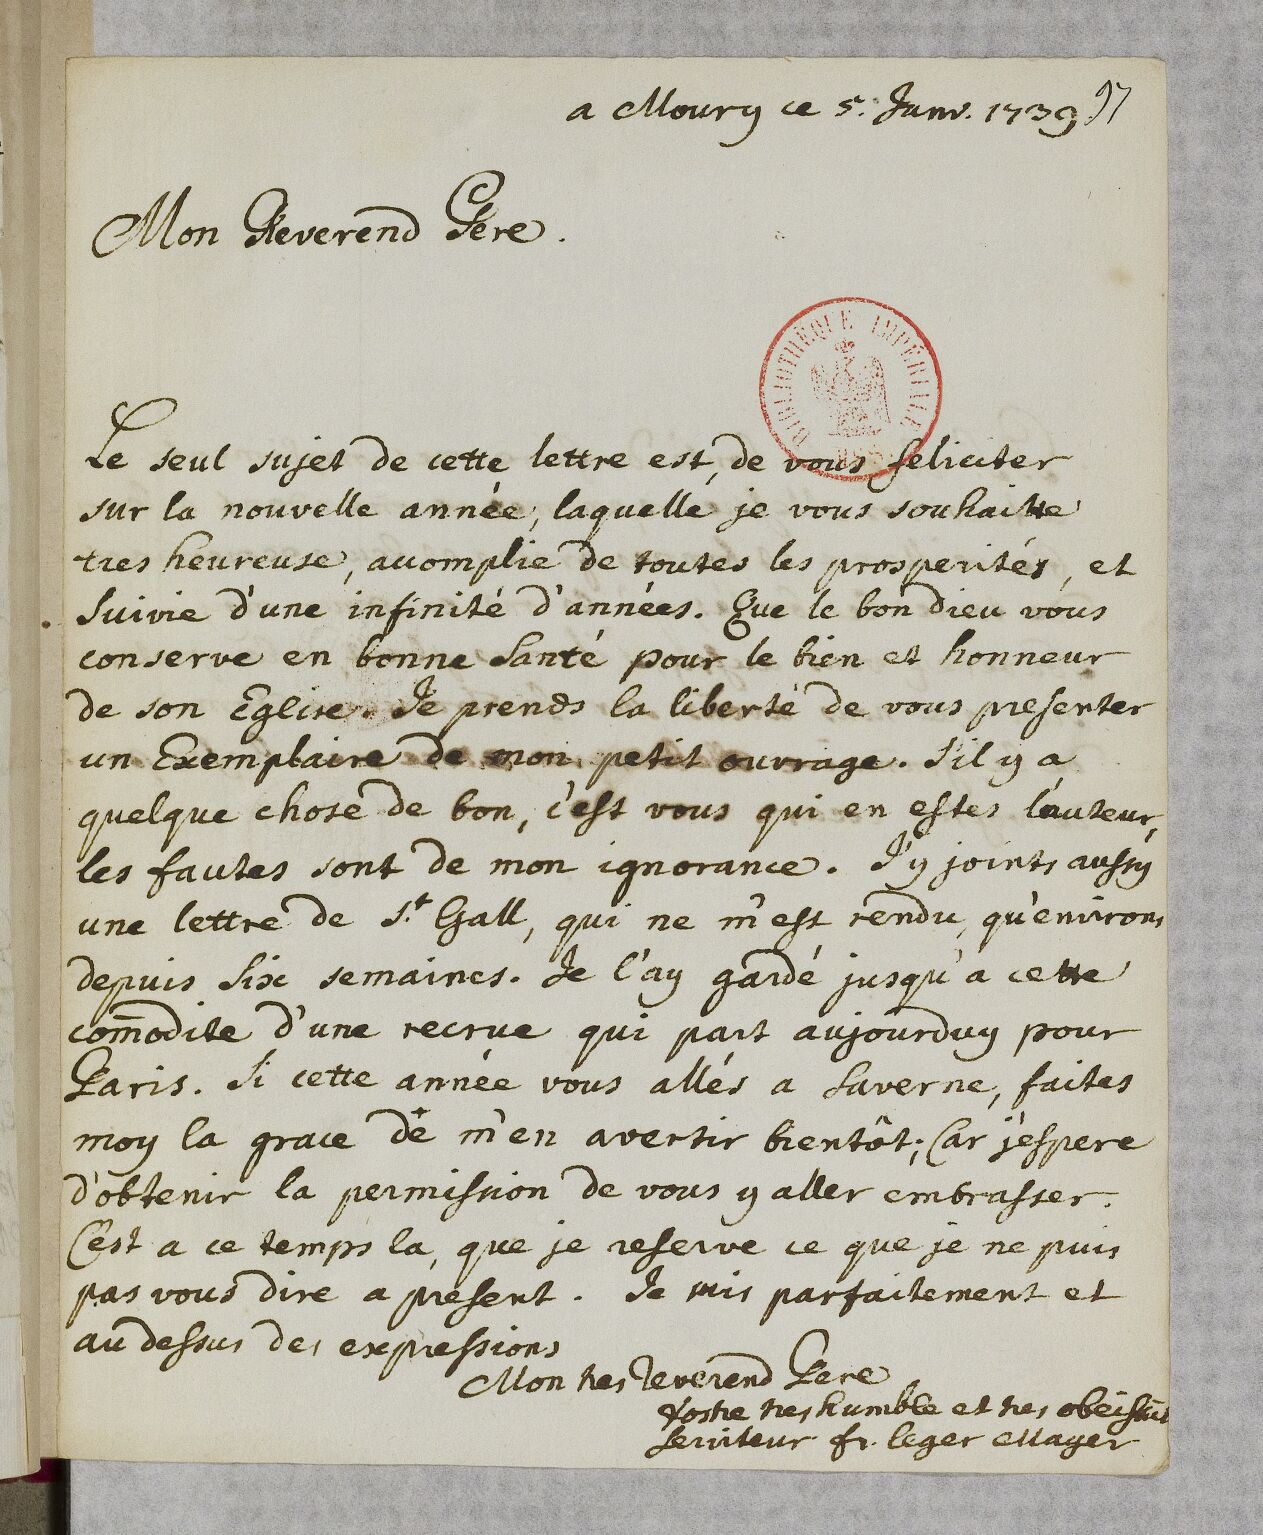 a Moury ce 5. Janv. 1739
97
Mon Reverend Pere.
BIBLIOTHÈQUE IMPÉRIALE
Le seul sujet de cette lettre est, de vous feliciter
sur la nouvelle année, laquelle je vous souhaitte
tres heureuse, accomplie de toutes les prosperités, et
suivie d'une infinité d'années. Que le bon dieu vous
conserve en bonne santé pour le bien et honneur
de son Eglise. Je prends la liberté de vous presenter
un Exemplaire de mon petit ouvrage. S'il y a
quelque chose de bon, c'est vous qui en estes l'auteur,
les fautes sont de mon ignorance. J'y joints aussy
une lettre de S.t Gall, qui ne m'est rendu, qu'environs
depuis six semaines. Je l'ay gardé jusqu'a cette
com̄odite d'une recrue qui part aujourduy pour
Paris. Si cette année vous allés a Saverne, faites
moy la grace de m'en avertir bientôt; Car j'espere
d'obtenir la permission de vous y aller embrasser.
C'est a ce temps la, que je reserve ce que je ne puis
pas vous dire a présent. Je suis parfaitement et
au dessus des expressions
Mon tres Reverend Pere
Vostre tres humble et tres obeissant
serviteur fr. leger Mayer